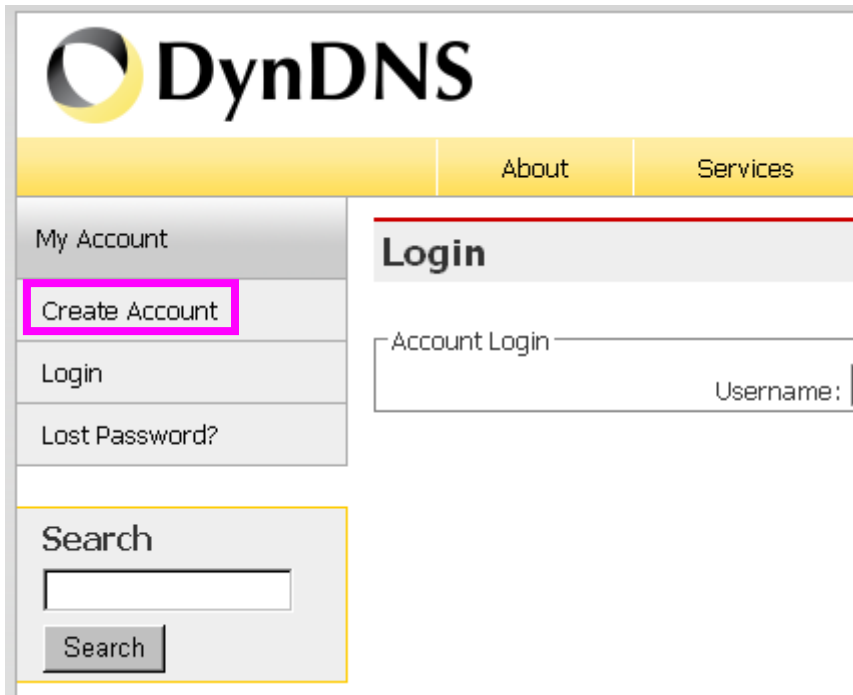 DynDNS
About Services
My Account
Create Account
Login
Lost Password?
Login
Account Login
Username:
Search
Search